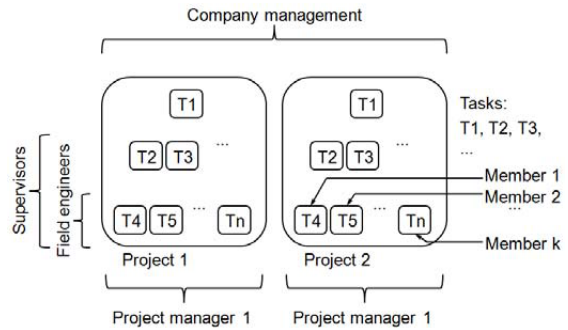 Company management
T1
T1
Tasks:
T1, T2, T3,
...
...
...
T2 T3
T2 T3
Supervisors
Field engineers
Member 1
Member 2
...
...
...
T4 T5 Tn
T4 T5 Tn
Member k
Project 1
Project 2
Project manager 1
Project manager 1